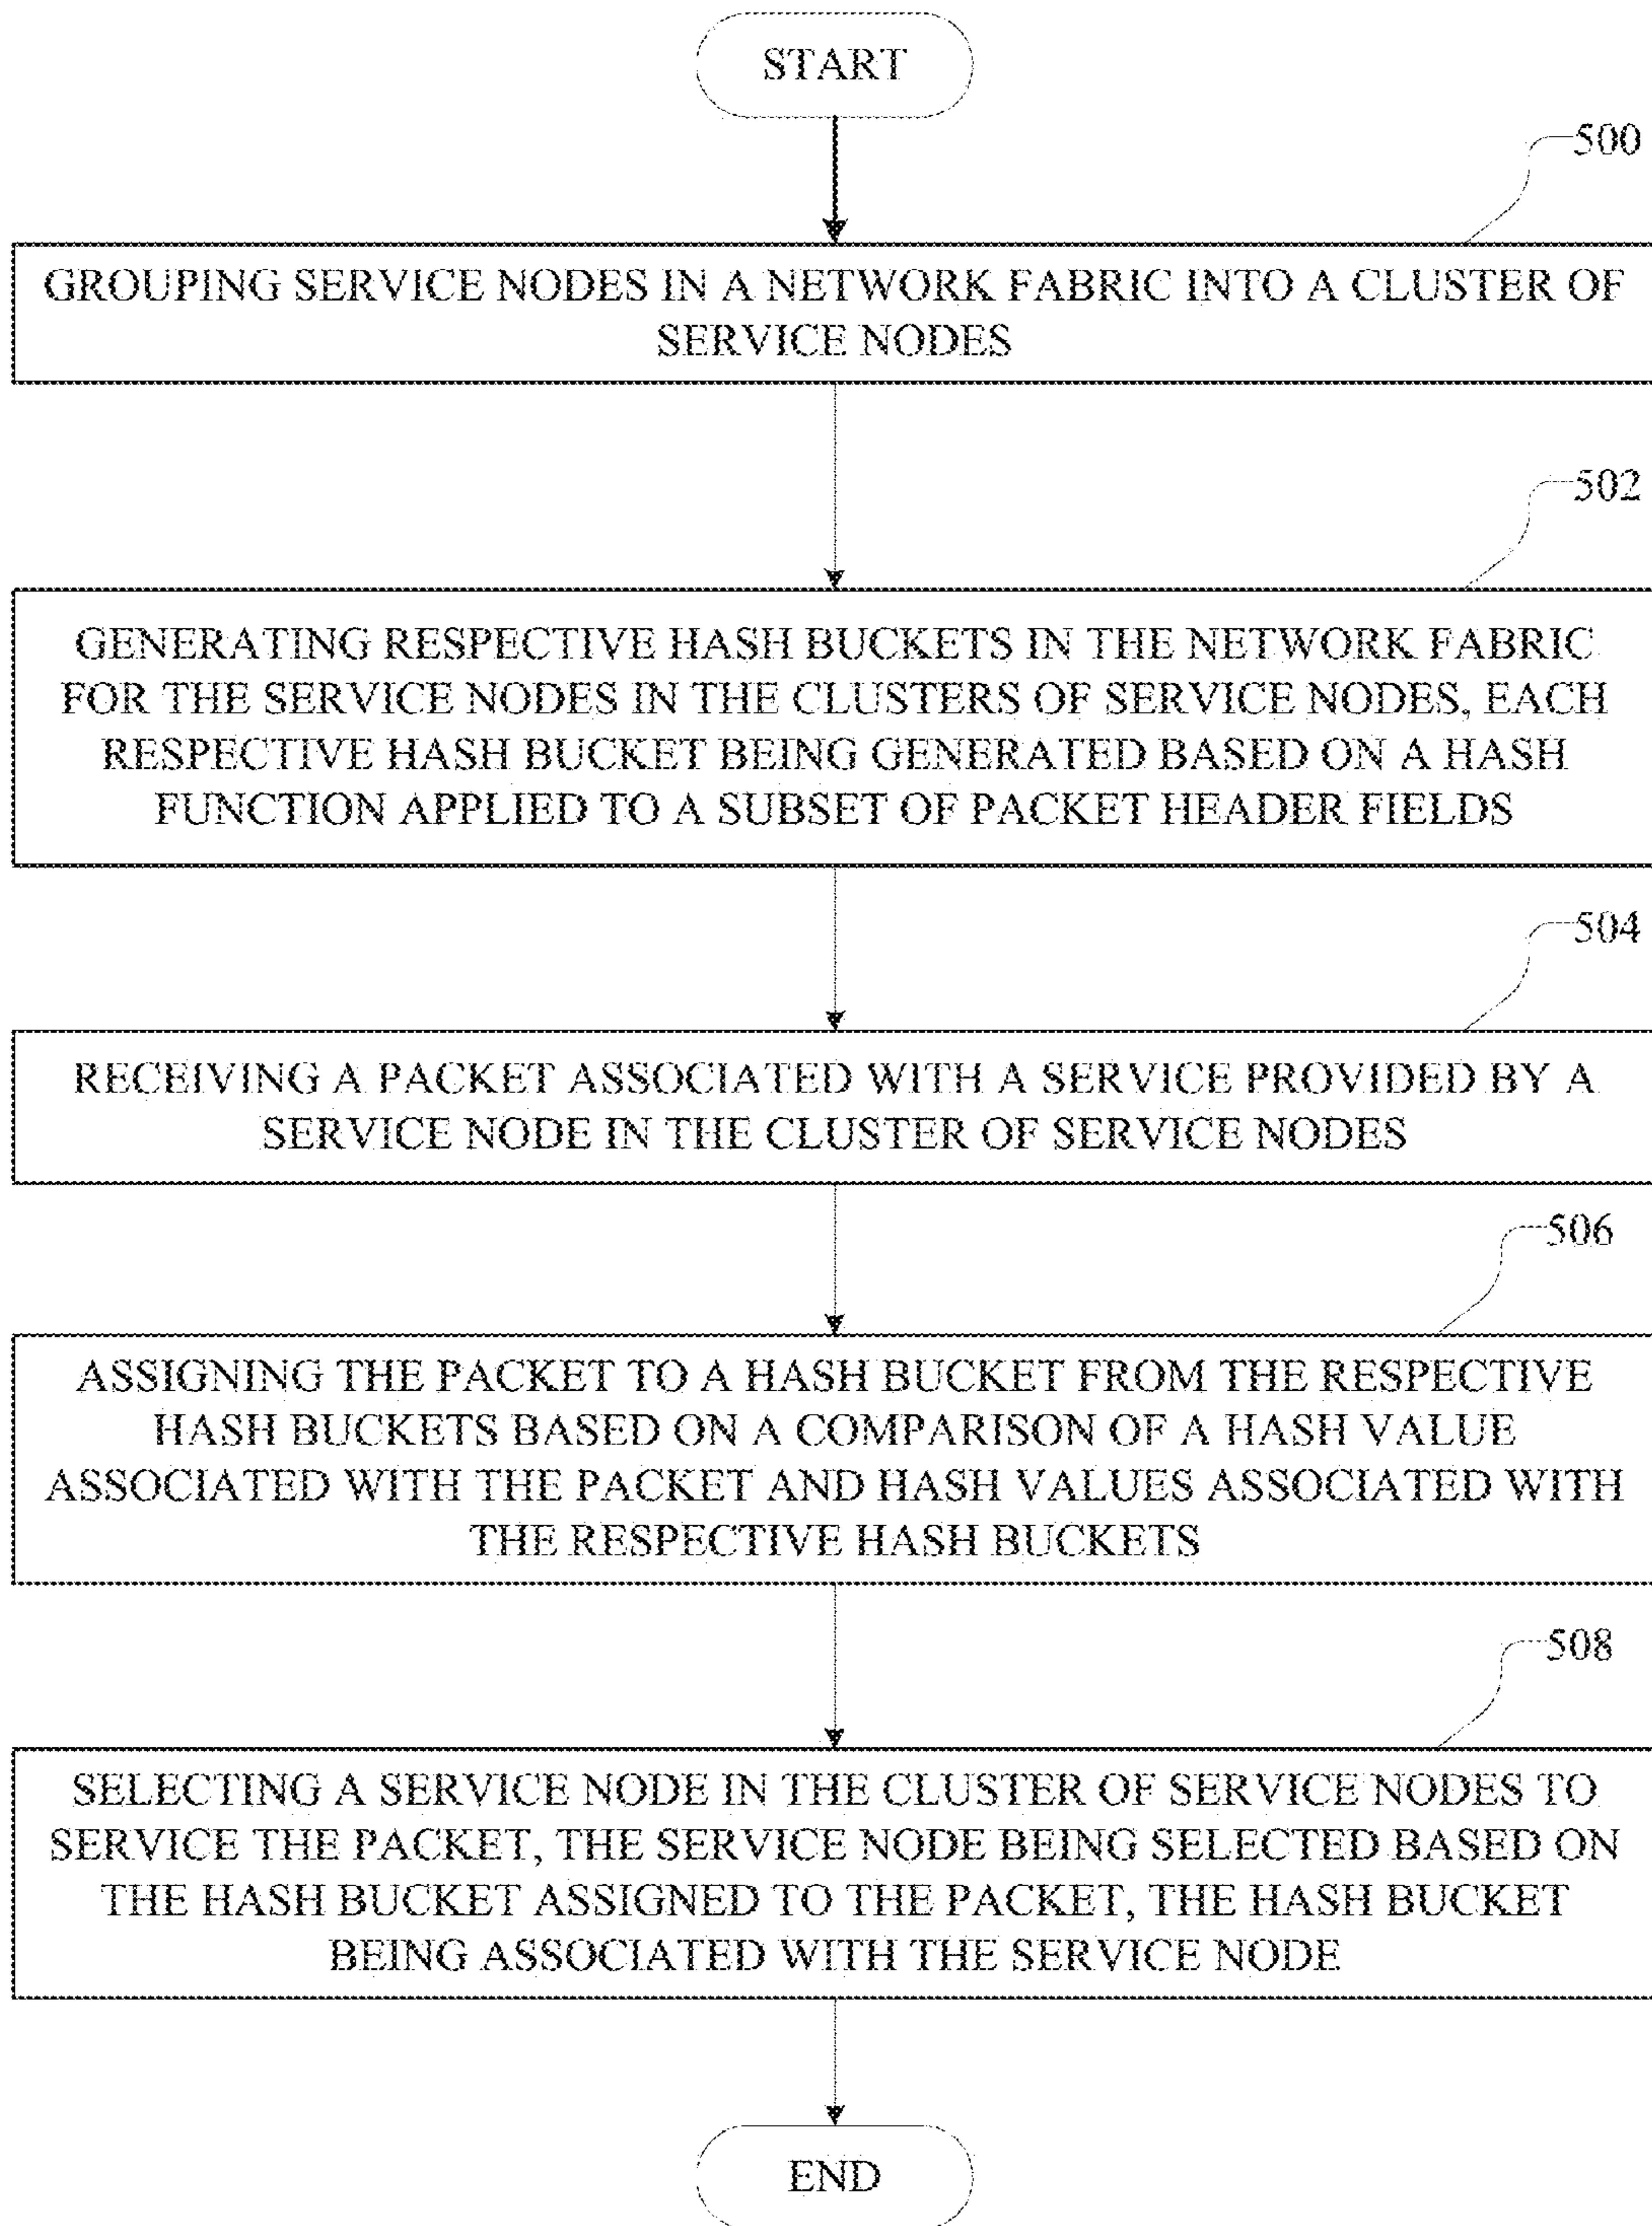 START
500
GROUPING SERVICE NODES IN A NETWORK FABRIC INTO A CLUSTER OF
SERVICE NODES
502
GENERATING RESPECTIVE HASH BUCKETS IN THE NETWORK FABRIC
FOR THE SERVICE NODES IN THE CLUSTERS OF SERVICE NODES, EACH
RESPECTIVE HASH BUCKET BEING GENERATED BASED ON A HASH
FUNCTION APPLIED TO A SUBSET OF PACKET HEADER FIELDS
504
RECEIVING A PACKET ASSOCIATED WITH A SERVICE PROVIDED BY A
SERVICE NODE IN THE CLUSTER OF SERVICE NODES
506
ASSIGNING THE PACKET TO A HASH BUCKET FROM THE RESPECTIVE
HASH BUCKETS BASED ON A COMPARISON OF A HASH VALUE
ASSOCIATED WITH THE PACKET AND HASH VALUES ASSOCIATED WITH
THE RESPECTIVE HASH BUCKETS
508
SELECTING A SERVICE NODE IN THE CLUSTER OF SERVICE NODES TO
SERVICE THE PACKET, THE SERVICE NODE BEING SELECTED BASED ON
THE HASH BUCKET ASSIGNED TO THE PACKET, THE HASH BUCKET
BEING ASSOCIATED WITH THE SERVICE NODE
END